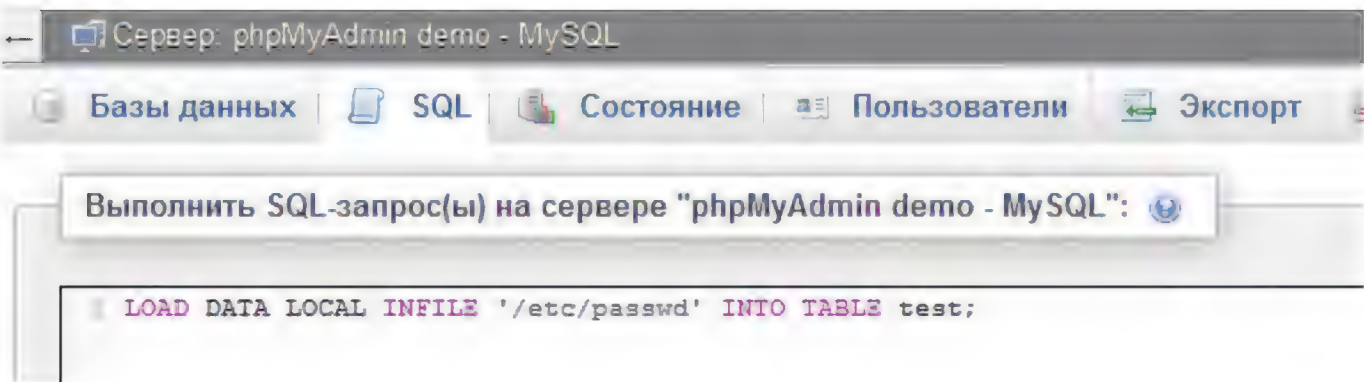 Сервер: phpMyAdmin demo - MySQL
Базы данных SQL Состояние Пользователи Экспорт
Выполнить SQL-запрос(ы) на сервере "phpMyAdmin demo - MySQL":
1 LOAD DATA LOCAL INFILE '/etc/passwd' INTO TABLE test;